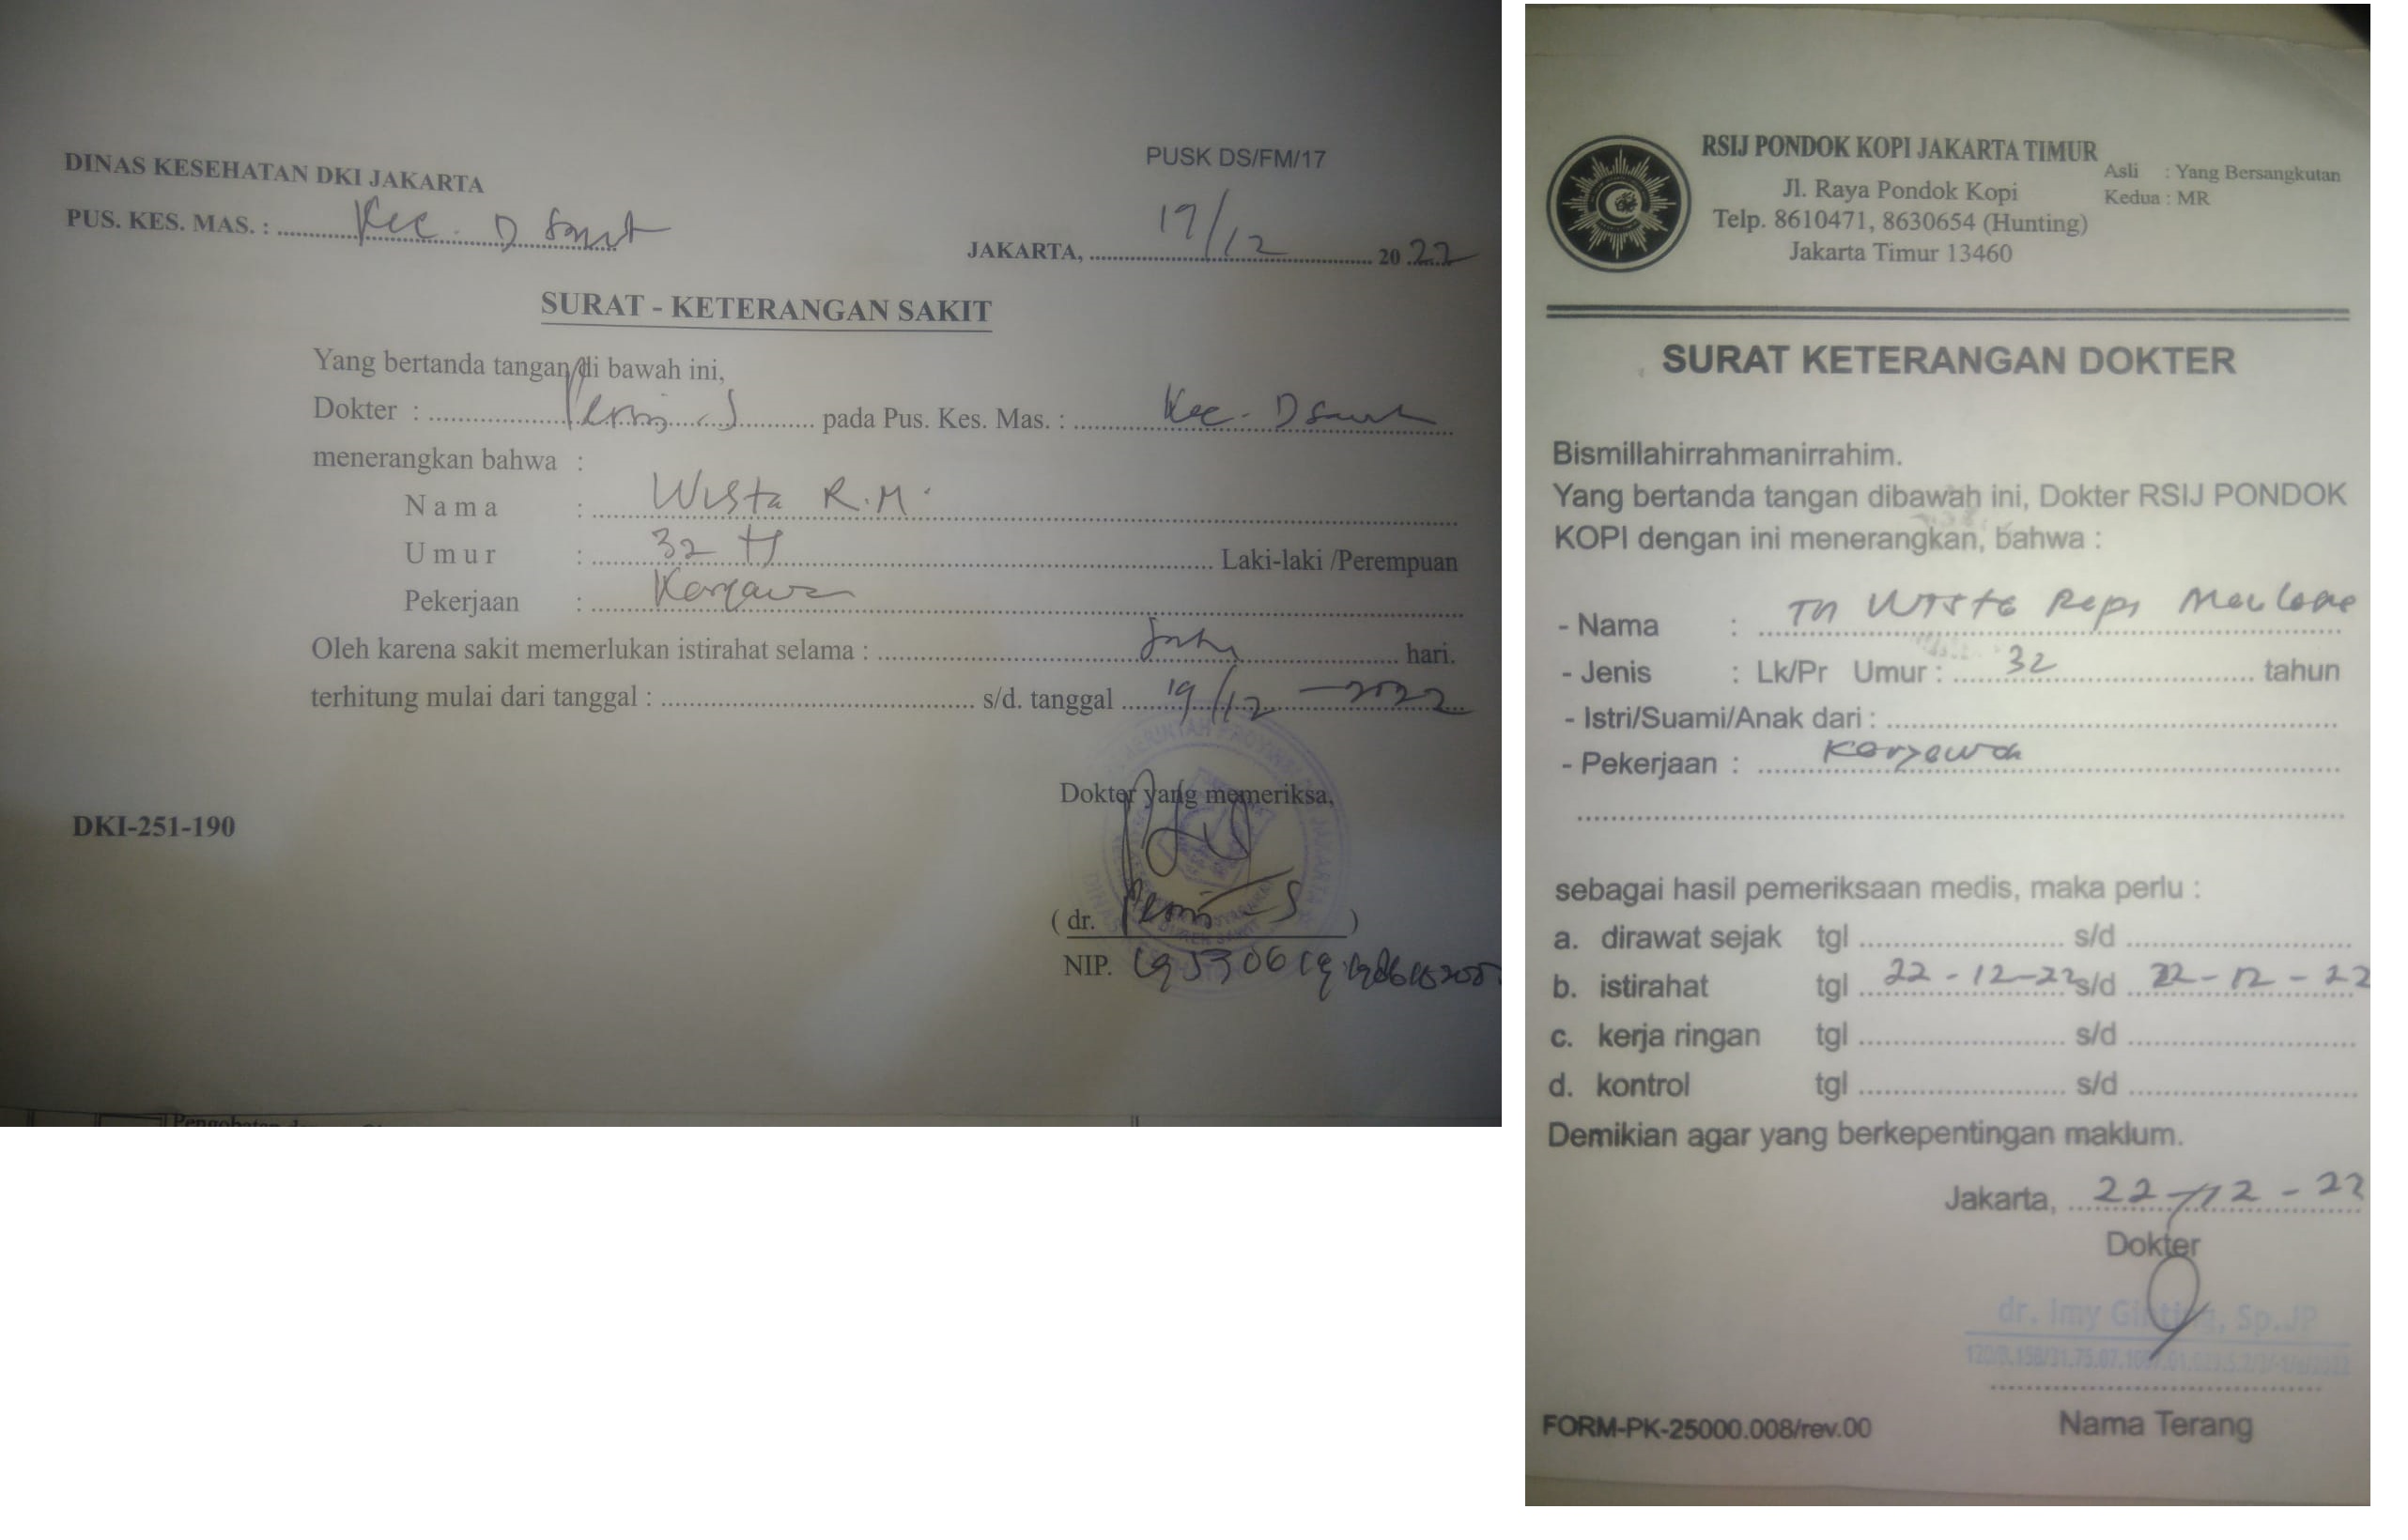 PUSK DS/FM/17
DINAS KESEHATAN DKI JAKARTA
PUS. KES. MAS. : Kec. D Sawit
JAKARTA, 19/12 2022
SURAT - KETERANGAN SAKIT
Yang bertanda tangan di bawah ini,
Dokter : pada Pus. Kes. Mas. : Kec. D Sawit
menerangkan bahwa :
Nama : Wista R.M.
Umur : 32 th Laki-laki /Perempuan
Pekerjaan : Karyawan
Oleh karena sakit memerlukan istirahat selama : Satu hari.
terhitung mulai dari tanggal : s/d. tanggal 19/12 - 2022
Dokter yang memeriksa,
DKI-251-190
( dr. )
NIP.
RSIJ PONDOK KOPI JAKARTA TIMUR
Jl. Raya Pondok Kopi
Telp. 8610471, 8630654 (Hunting)
Jakarta Timur 13460
Asli : Yang Bersangkutan
Kedua : MR
SURAT KETERANGAN DOKTER
Bismillahirrahmanirrahim.
Yang bertanda tangan dibawah ini, Dokter RSIJ PONDOK
KOPI dengan ini menerangkan, bahwa :
- Nama : Tn Wista Repi Maulana
- Jenis : Lk/Pr Umur : 32 tahun
- Istri/Suami/Anak dari :
- Pekerjaan : Karyawan
sebagai hasil pemeriksaan medis, maka perlu :
a. dirawat sejak tgl s/d
b. istirahat tgl 22-12-22 s/d 22-12-22
c. kerja ringan tgl s/d
d. kontrol tgl s/d
Demikian agar yang berkepentingan maklum.
Jakarta, 22-12-22
Dokter
dr. Imy Ginting, Sp.JP
Nama Terang
FORM-PK-25000.008/rev.00